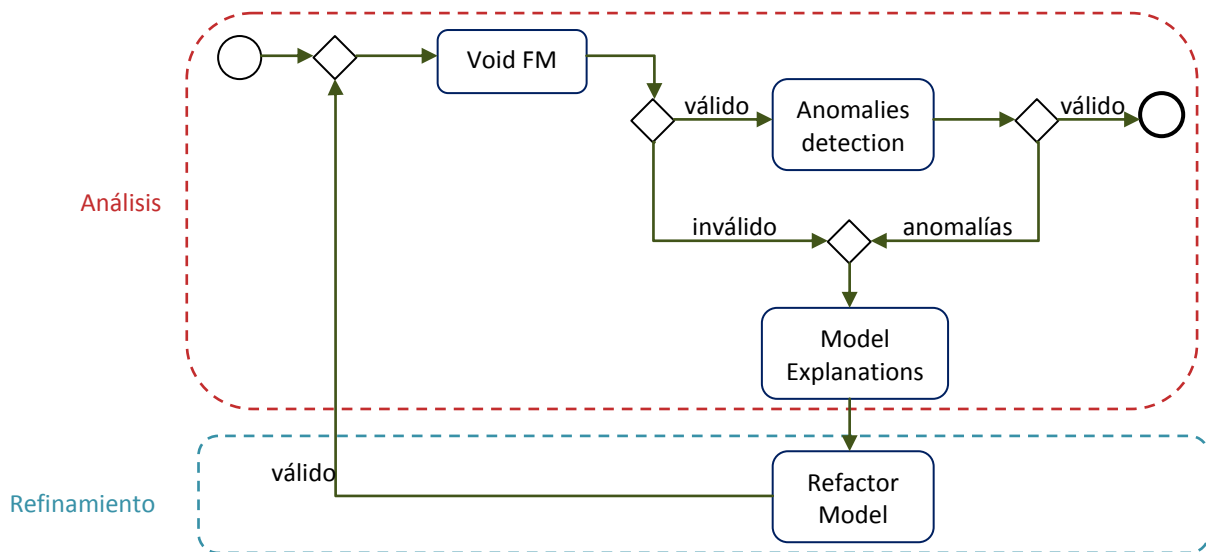 Void FM
válido
Anomalies
detection
válido
Análisis
inválido
anomalías
Model
Explanations
válido
Refactor
Model
Refinamiento